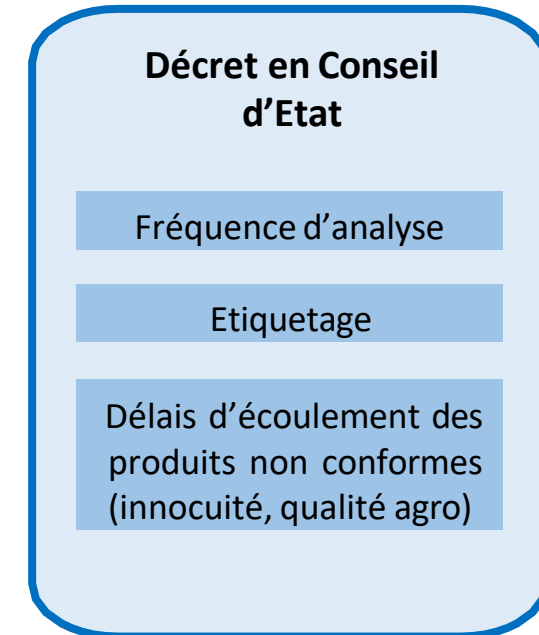 Décret en Conseil
d’Etat
Fréquence d’analyse
Etiquetage
Délais d’écoulement des
produits non conformes
(innocuité, qualité agro)